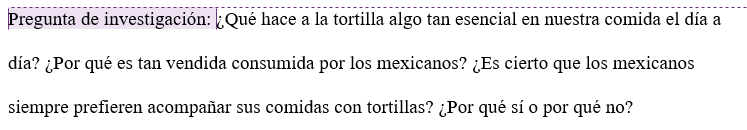 Pregunta de investigación: ¿Qué hace a la tortilla algo tan esencial en nuestra comida el día a
día? ¿Por qué es tan vendida consumida por los mexicanos? ¿Es cierto que los mexicanos
siempre prefieren acompañar sus comidas con tortillas? ¿Por qué sí o por qué no?